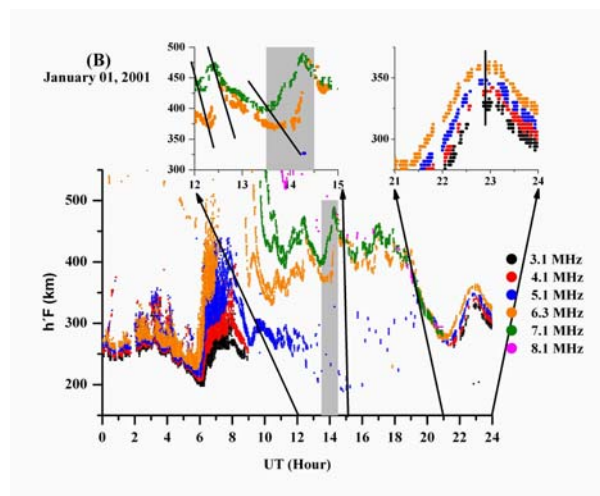 (B)
January 01, 2001
500
450
400
350
300
12 13 14 15
350
300
21 22 23 24
500
400
300
200
h´F (km)
0 2 4 6 8 10 12 14 16 18 20 22 24
UT (Hour)
3.1 MHz
4.1 MHz
5.1 MHz
6.3 MHz
7.1 MHz
8.1 MHz